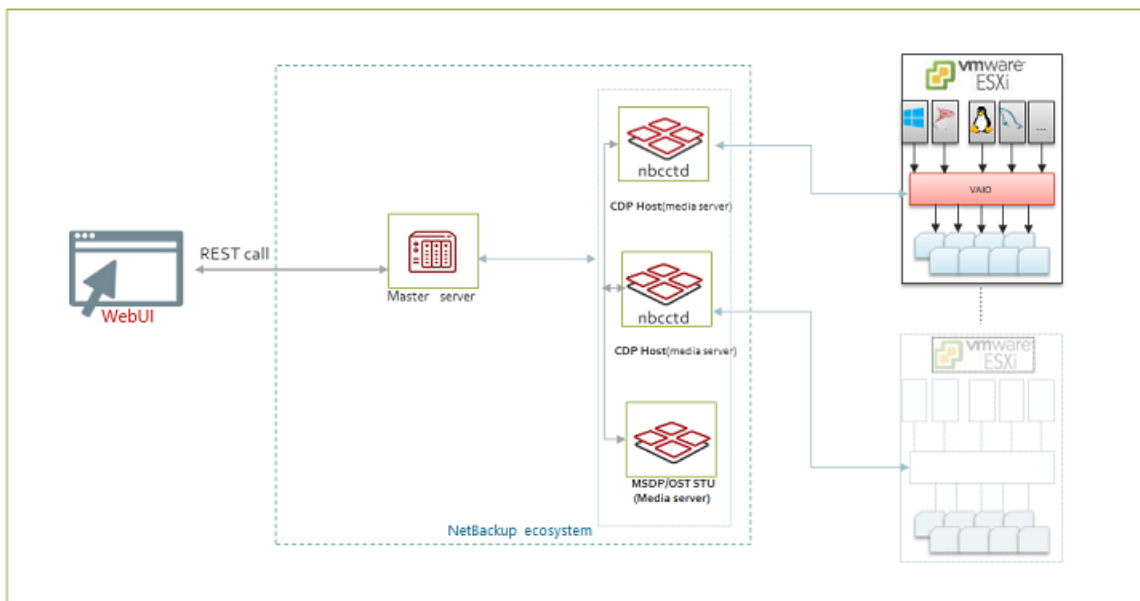 vmware®
ESXi
...
VAIO
nbcctd
CDP Host(media server)
REST call
Master server
WebUI
nbcctd
CDP Host(media server)
vmware
ESXi
MSDP/OST STU
(Media server)
NetBackup ecosystem